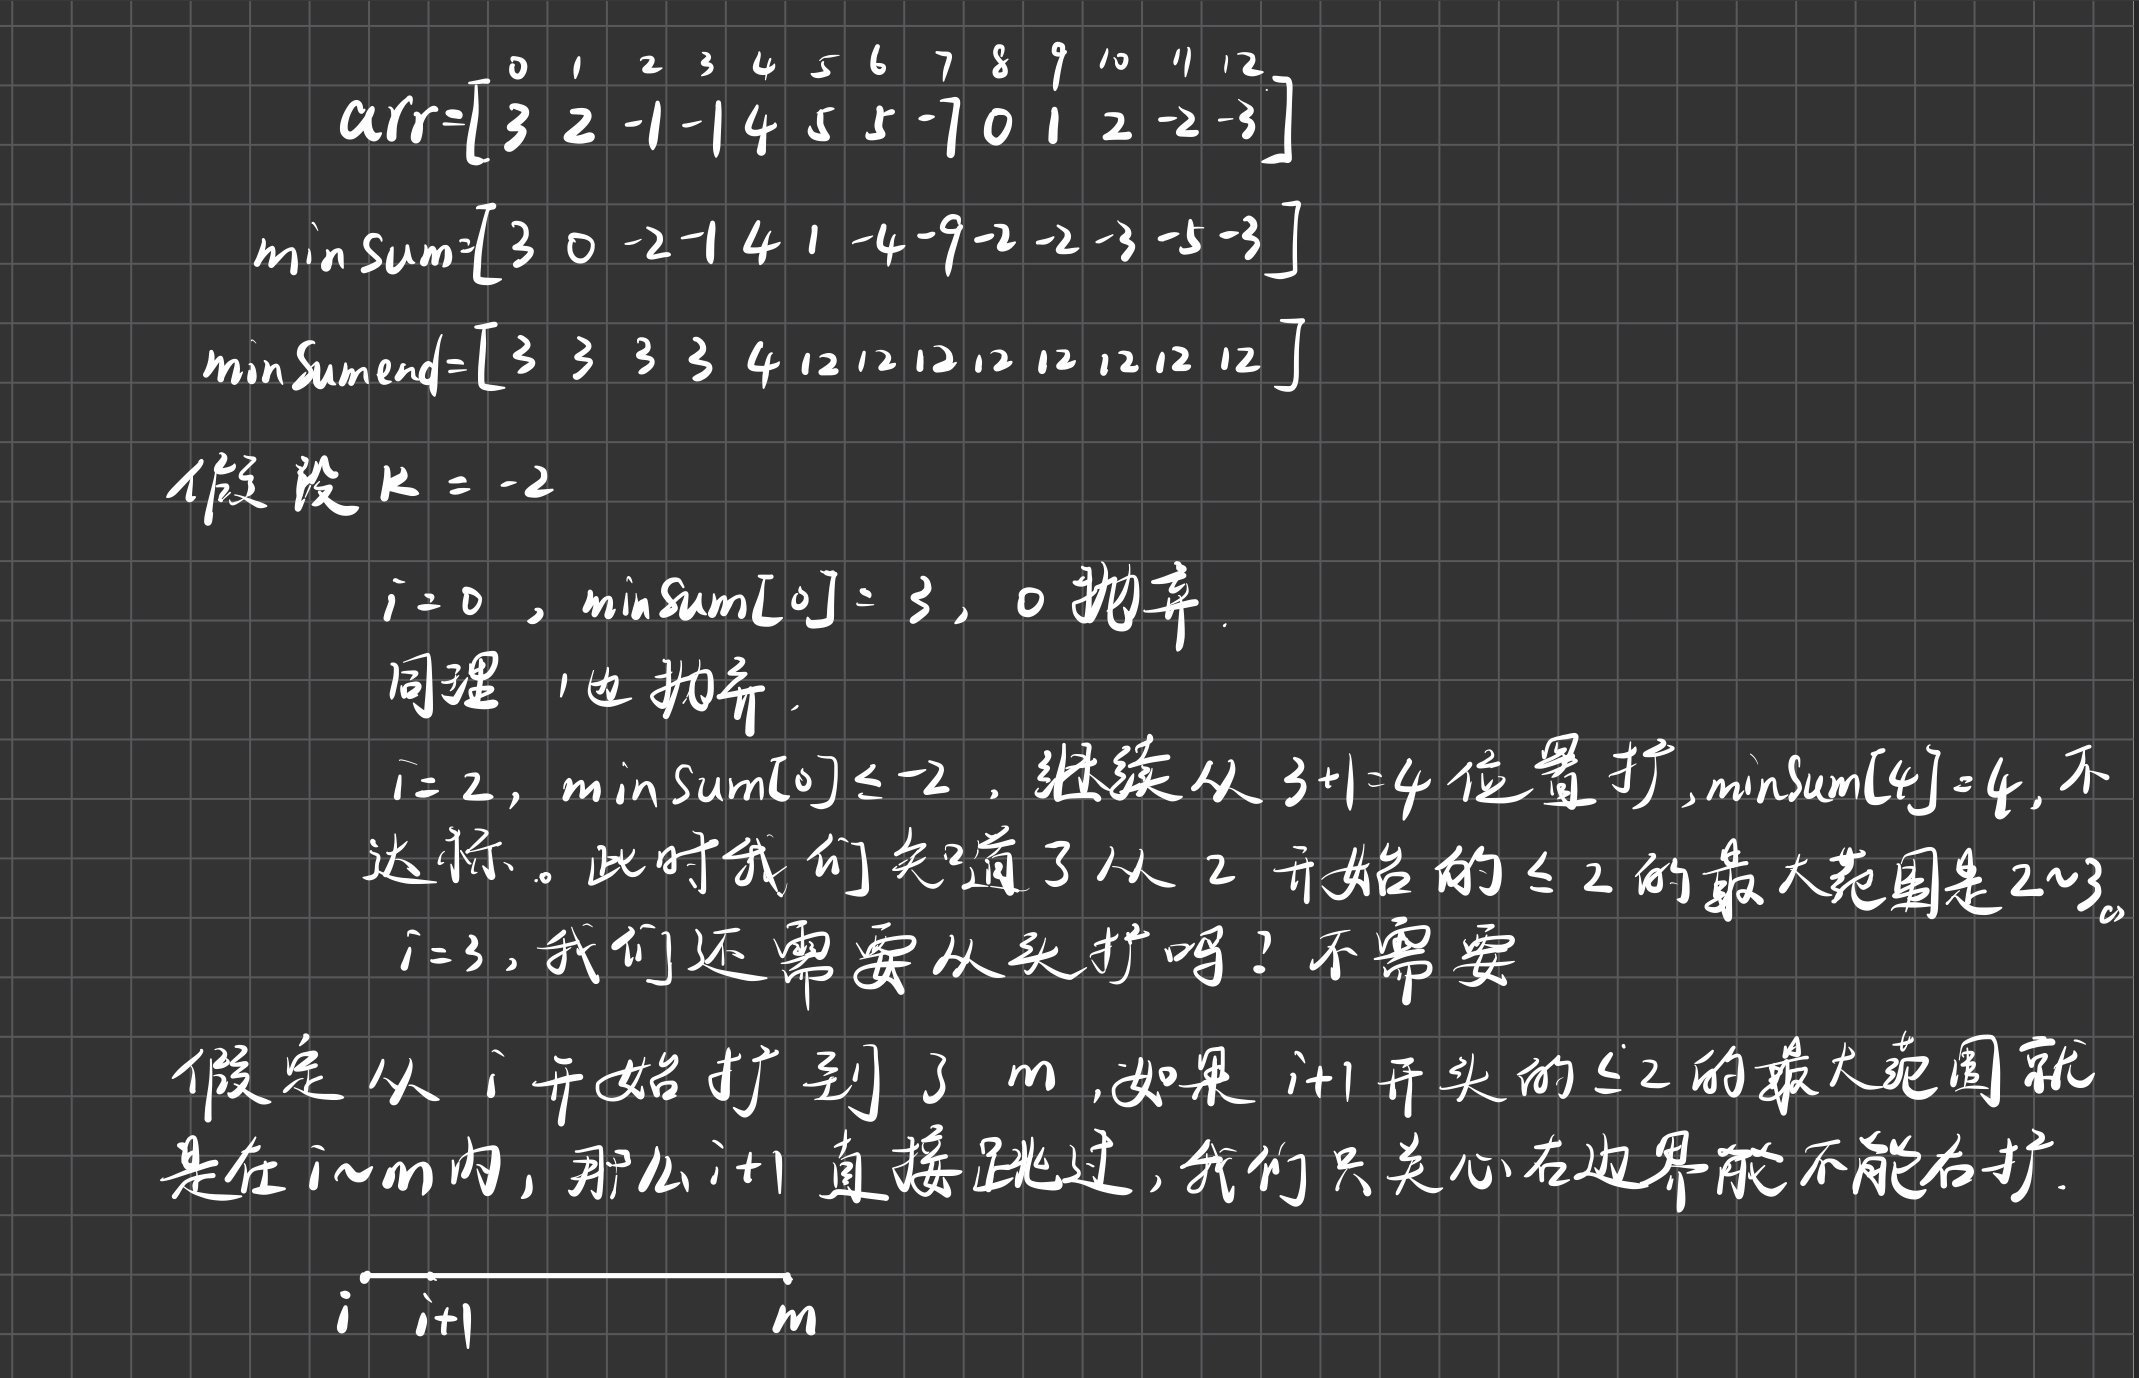 0 1 2 3 4 5 6 7 8 9 10 11 12
arr=[3 2 -1 -1 4 5 5 -7 0 1 2 -2 -3]
minsum=[3 0 -2 -1 4 1 -4 -9 -2 -2 -3 -5 -3]
minsumend=[3 3 3 3 4 12 12 12 12 12 12 12 12]
假设 K = -2
i=0 , minsum[0]=3, 0 抛弃.
同理 1也抛弃.
i=2, minsum[0]≤-2, 继续从3+1=4位置扩,minsum[4]=4,不
达标。此时我们知道了从2开始的≤2的最大范围是2~3。
i=3,我们还需要从头扩吗?不需要
假定从i开始扩到了m,如果i+1开头的≤2的最大范围就
是在i~m内,那么i+1直接跳过,我们只关心右边界能不能右扩.
i i+1 m